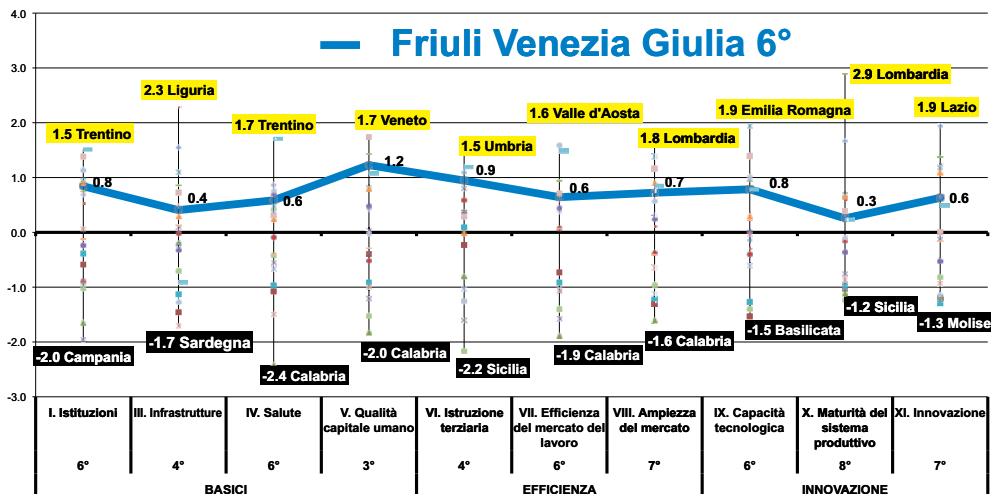 4.0
Friuli Venezia Giulia 6°
3.0
2.9 Lombardia
2.3 Liguria
2.0
1.5 Trentino
1.7 Trentino
1.7 Veneto
1.5 Umbria
1.6 Valle d'Aosta
1.8 Lombardia
1.9 Emilia Romagna
1.9 Lazio
1.0
0.8
0.4
0.6
1.2
0.9
0.6
0.7
0.8
0.3
0.6
0.0
-1.0
-2.0
-2.0 Campania
-1.7 Sardegna
-2.4 Calabria
-2.0 Calabria
-2.2 Sicilia
-1.9 Calabria
-1.6 Calabria
-1.5 Basilicata
-1.2 Sicilia
-1.3 Molise
-3.0
I. Istituzioni
III. Infrastrutture
IV. Salute
V. Qualità
capitale umano
VI. Istruzione
terziaria
VII. Efficienza
del mercato del
lavoro
VIII. Ampiezza
del mercato
IX. Capacità
tecnologica
X. Maturità del
sistema
produttivo
XI. Innovazione
6°
4°
6°
3°
4°
6°
7°
6°
8°
7°
BASICI
EFFICIENZA
INNOVAZIONE